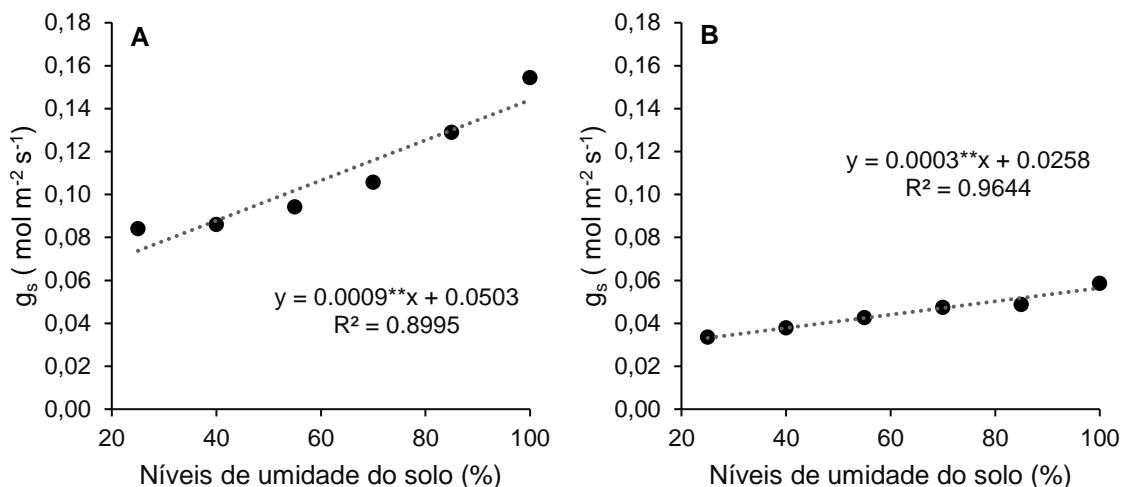 A
0,18
0,16
0,14
0,12
0,10
0,08
0,06
0,04
0,02
0,00
g_s ( mol m⁻² s⁻¹)
y = 0.0009**x + 0.0503
R² = 0.8995
20 40 60 80 100
Níveis de umidade do solo (%)
B
0,18
0,16
0,14
0,12
0,10
0,08
0,06
0,04
0,02
0,00
g_s ( mol m⁻² s⁻¹)
y = 0.0003**x + 0.0258
R² = 0.9644
20 40 60 80 100
Níveis de umidade do solo (%)